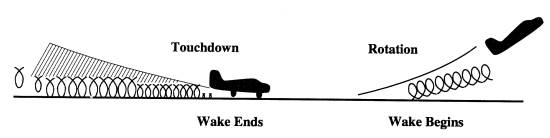 Touchdown
Rotation
Wake Ends
Wake Begins